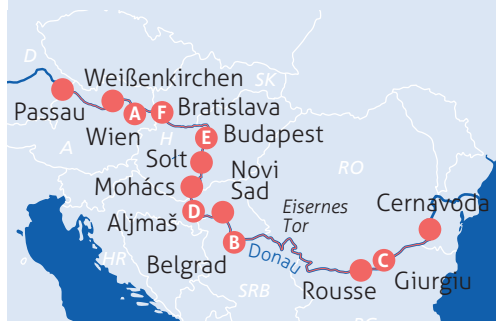 D
SK
Weißenkirchen
Passau
A
F
Bratislava
Wien
H
E
Budapest
A
Solt
Novi
Sad
RO
Mohács
Eisernes
Tor
Cernavoda
D
Aljmaš
B
Donau
C
Belgrad
HR
Giurgiu
Rousse
SRB
BG